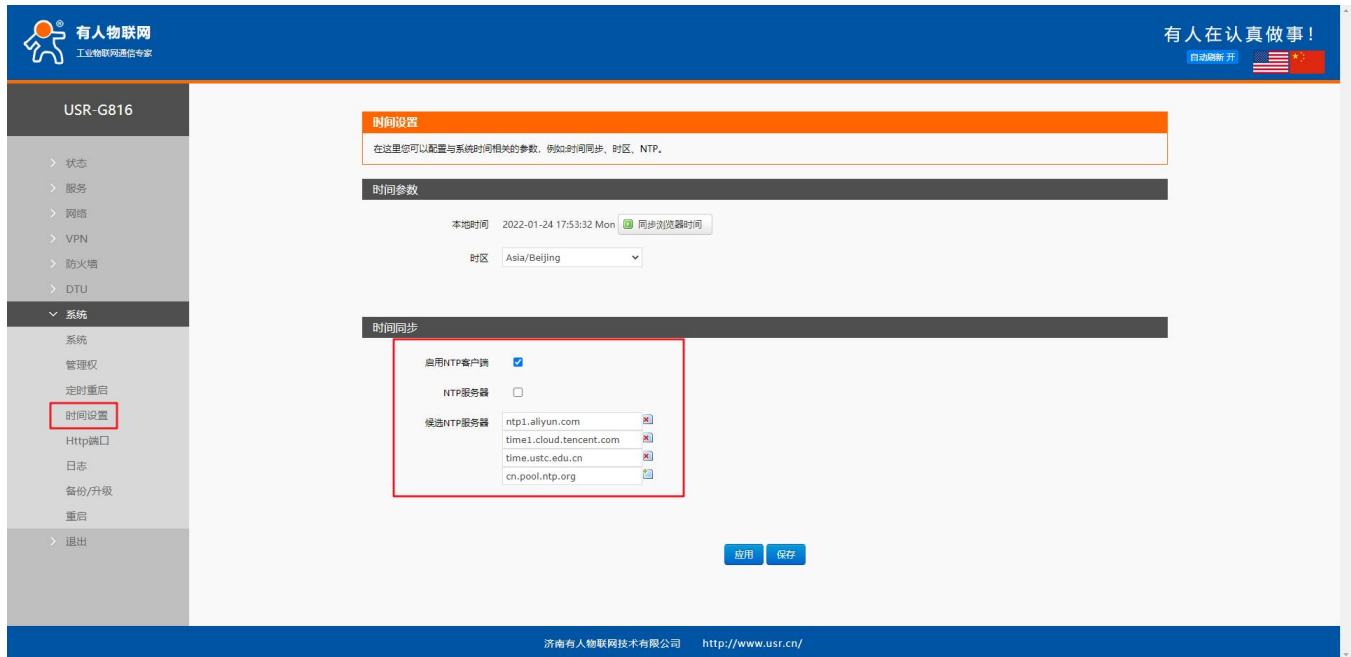 有人物联网
®
工业物联网通信专家
有人在认真做事！
自动刷新 开
USR-G816
状态
服务
网络
VPN
防火墙
DTU
系统
系统
管理权
定时重启
时间设置
Http端口
日志
备份/升级
重启
退出
时间设置
在这里您可以配置与系统时间相关的参数，例如:时间同步、时区、NTP。
时间参数
本地时间 2022-01-24 17:53:32 Mon 同步浏览器时间
时区 Asia/Beijing
时间同步
启用NTP客户端
NTP服务器
候选NTP服务器 ntp1.aliyun.com
time1.cloud.tencent.com
time.ustc.edu.cn
cn.pool.ntp.org
应用 保存
济南有人物联网技术有限公司 http://www.usr.cn/